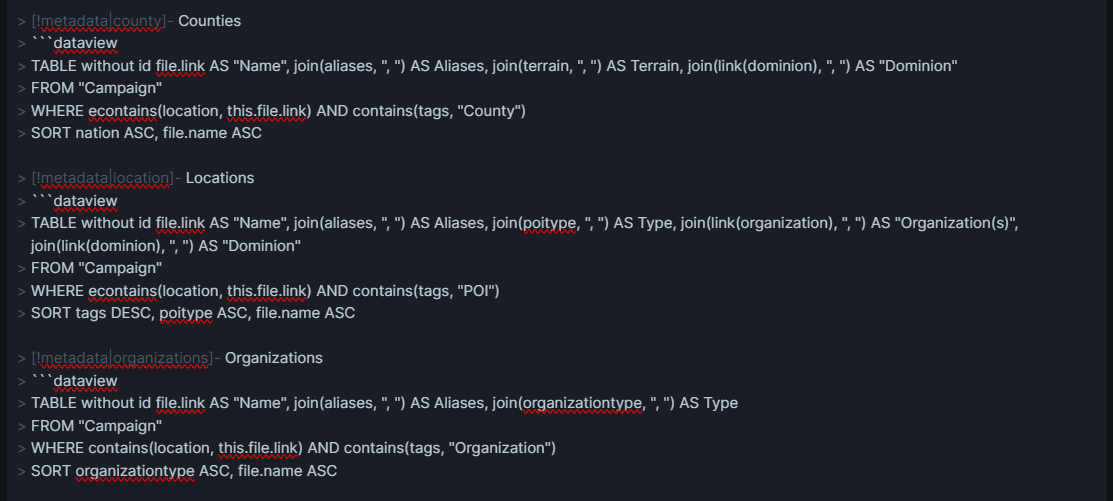 > [!metadata|county]- Counties
> ```dataview
> TABLE without id file.link AS "Name", join(aliases, ", ") AS Aliases, join(terrain, ", ") AS Terrain, join(link(dominion), ", ") AS "Dominion"
> FROM "Campaign"
> WHERE econtains(location, this.file.link) AND contains(tags, "County")
> SORT nation ASC, file.name ASC
> [!metadata|location]- Locations
> ```dataview
> TABLE without id file.link AS "Name", join(aliases, ", ") AS Aliases, join(poitype, ", ") AS Type, join(link(organization), ", ") AS "Organization(s)",
join(link(dominion), ", ") AS "Dominion"
> FROM "Campaign"
> WHERE econtains(location, this.file.link) AND contains(tags, "POI")
> SORT tags DESC, poitype ASC, file.name ASC
> [!metadata|organizations]- Organizations
> ```dataview
> TABLE without id file.link AS "Name", join(aliases, ", ") AS Aliases, join(organizationtype, ", ") AS Type
> FROM "Campaign"
> WHERE contains(location, this.file.link) AND contains(tags, "Organization")
> SORT organizationtype ASC, file.name ASC